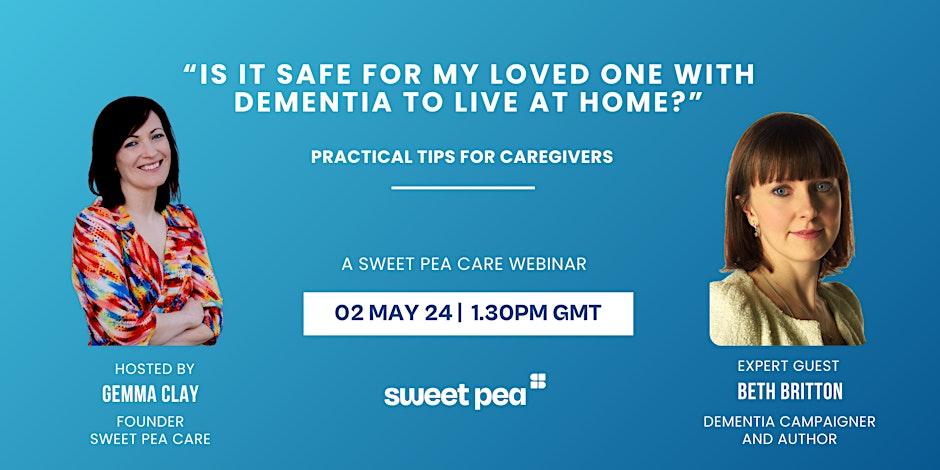 “IS IT SAFE FOR MY LOVED ONE WITH
DEMENTIA TO LIVE AT HOME?”
PRACTICAL TIPS FOR CAREGIVERS
A SWEET PEA CARE WEBINAR
02 MAY 24 | 1.30PM GMT
HOSTED BY
GEMMA CLAY
FOUNDER
SWEET PEA CARE
sweet pea
EXPERT GUEST
BETH BRITTON
DEMENTIA CAMPAIGNER
AND AUTHOR